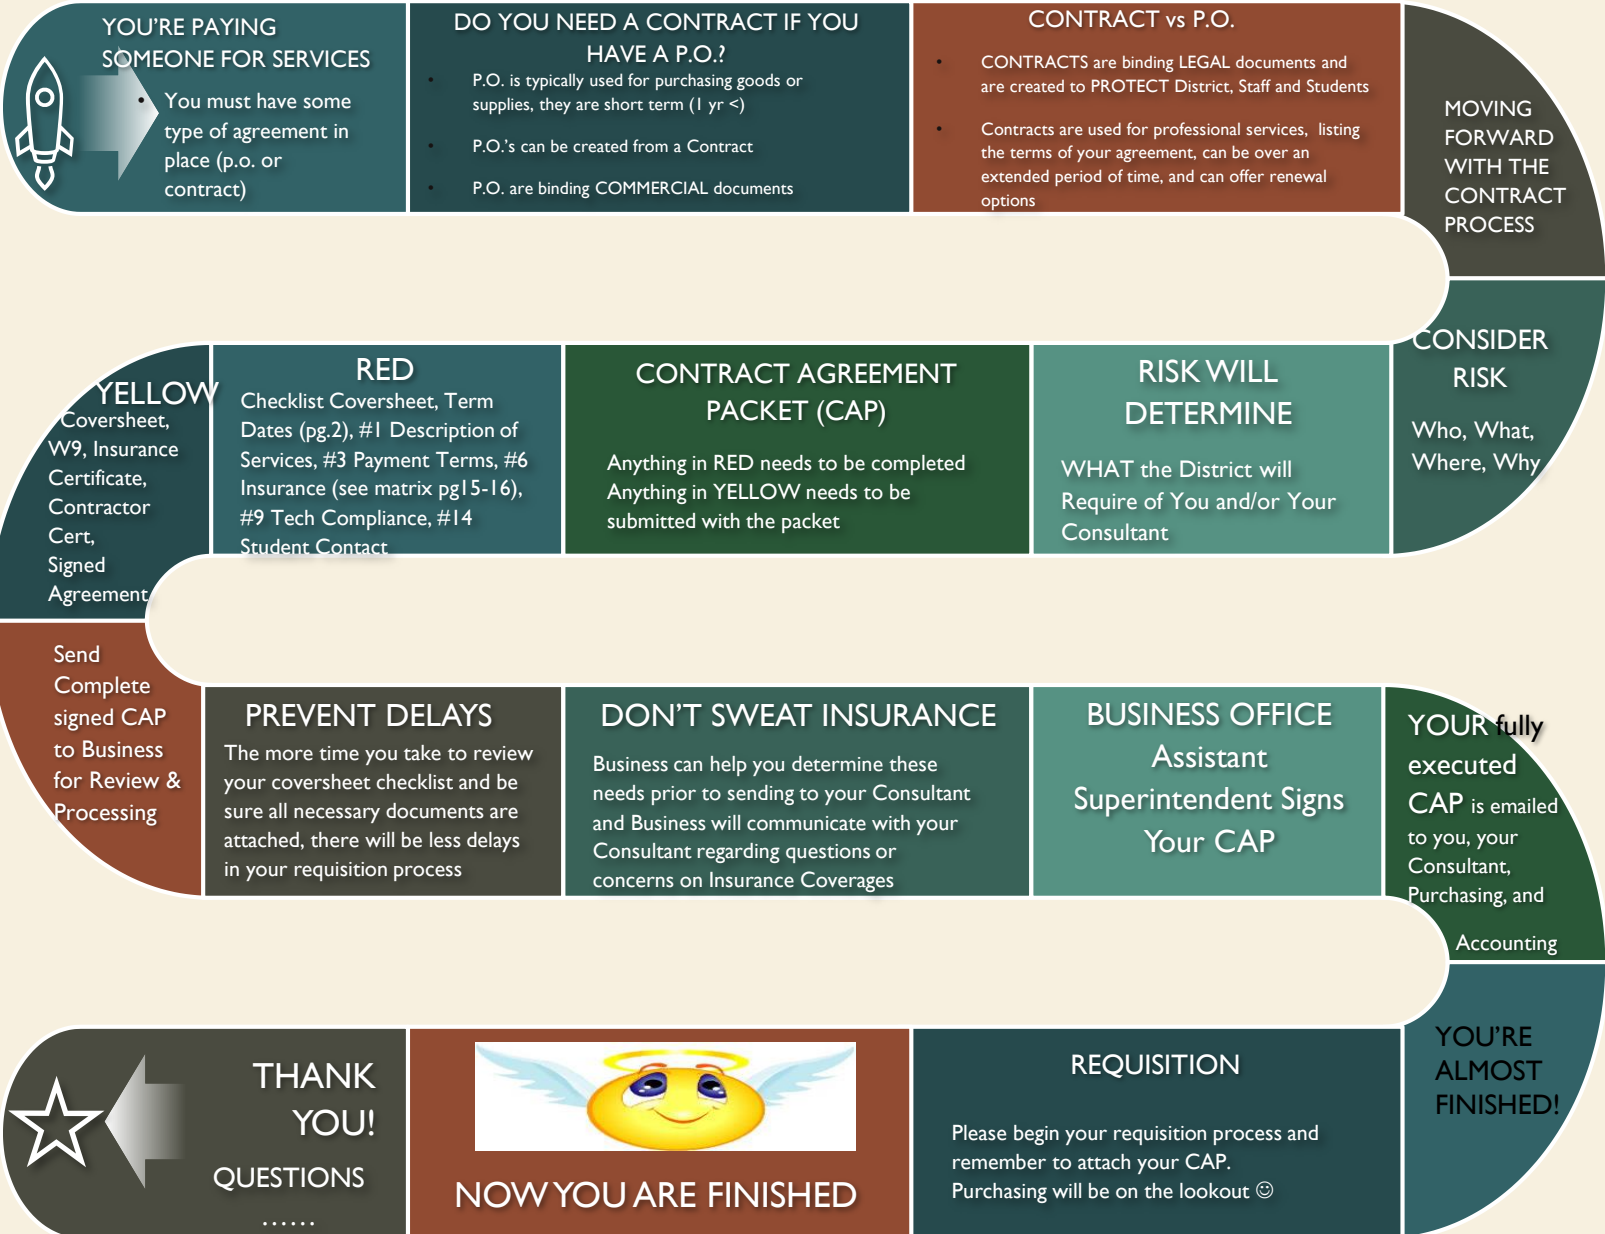 YOU'RE PAYING
SOMEONE FOR SERVICES
• You must have some
type of agreement in
place (p.o. or
contract)
DO YOU NEED A CONTRACT IF YOU
HAVE A P.O.?
• P.O. is typically used for purchasing goods or
supplies, they are short term (1 yr <)
• P.O.'s can be created from a Contract
• P.O. are binding COMMERCIAL documents
CONTRACT vs P.O.
• CONTRACTS are binding LEGAL documents and
are created to PROTECT District, Staff and Students
• Contracts are used for professional services, listing
the terms of your agreement, can be over an
extended period of time, and can offer renewal
options
MOVING
FORWARD
WITH THE
CONTRACT
PROCESS
CONSIDER
RISK
Who, What,
Where, Why
RISK WILL
DETERMINE
WHAT the District will
Require of You and/or Your
Consultant
CONTRACT AGREEMENT
PACKET (CAP)
Anything in RED needs to be completed
Anything in YELLOW needs to be
submitted with the packet
RED
Checklist Coversheet, Term
Dates (pg.2), #1 Description of
Services, #3 Payment Terms, #6
Insurance (see matrix pg15-16),
#9 Tech Compliance, #14
Student Contact
YELLOW
Coversheet,
W9, Insurance
Certificate,
Contractor
Cert,
Signed
Agreement
Send
Complete
signed CAP
to Business
for Review &
Processing
PREVENT DELAYS
The more time you take to review
your coversheet checklist and be
sure all necessary documents are
attached, there will be less delays
in your requisition process
DON'T SWEAT INSURANCE
Business can help you determine these
needs prior to sending to your Consultant
and Business will communicate with your
Consultant regarding questions or
concerns on Insurance Coverages
BUSINESS OFFICE
Assistant
Superintendent Signs
Your CAP
YOUR fully
executed
CAP is emailed
to you, your
Consultant,
Purchasing, and
Accounting
YOU'RE
ALMOST
FINISHED!
REQUISITION
Please begin your requisition process and
remember to attach your CAP.
Purchasing will be on the lookout ☺
NOW YOU ARE FINISHED
THANK
YOU!
QUESTIONS
......